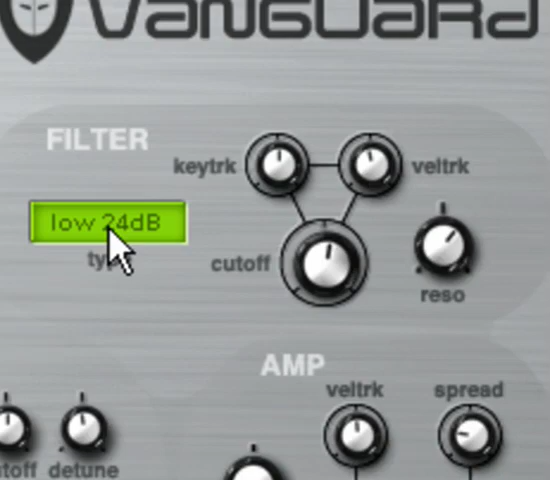 VANGUARD
FILTER
keytrk
veltrk
low 24dB
cutoff
reso
AMP
veltrk
spread
detune